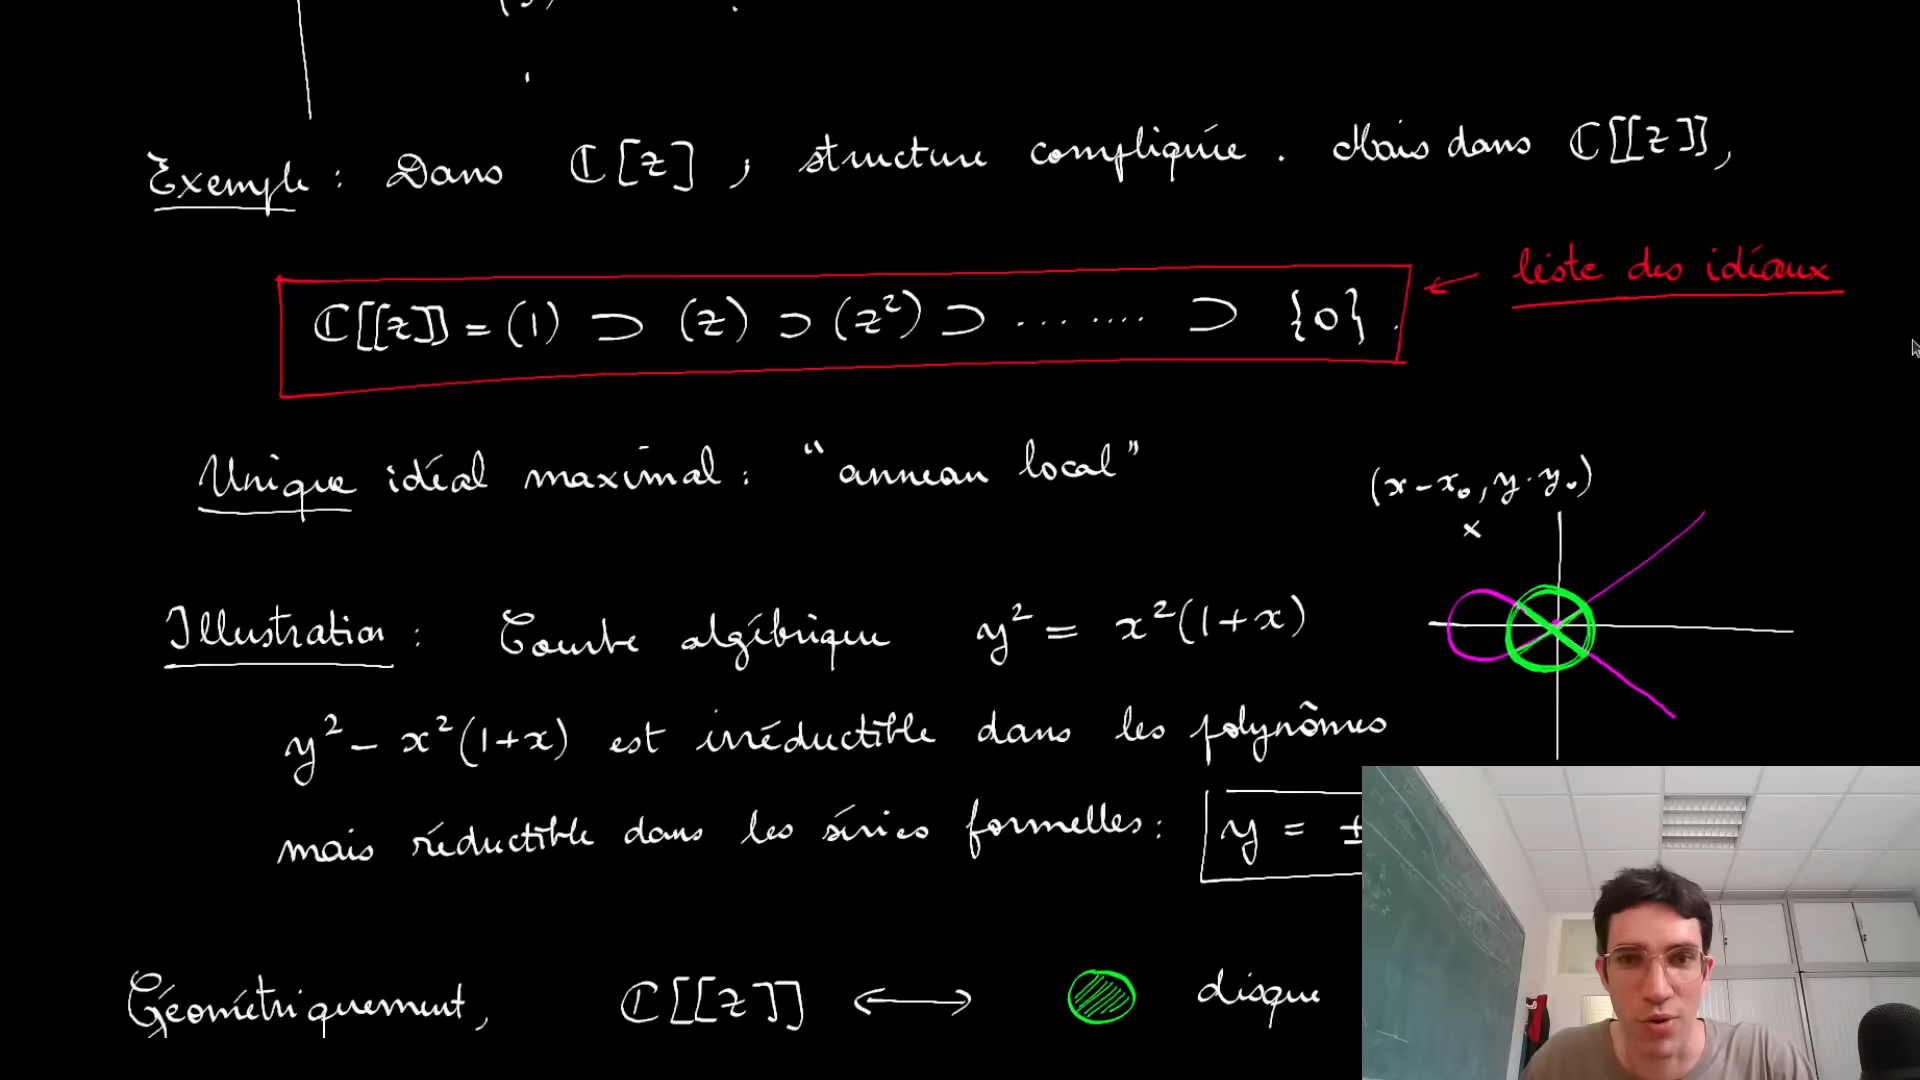 Exemple : Dans ℂ[z], structure compliquée. Mais dans ℂ[[z]],
liste des idéaux
ℂ[[z]] = (1) ⊃ (z) ⊃ (z²) ⊃ ........ ⊃ {0}.
Unique idéal maximal : “anneau local”
(x-x₀, y-y₀)
Illustration : Courbe algébrique y² = x²(1+x)
y² - x²(1+x) est irréductible dans les polynômes
mais réductible dans les séries formelles : y = ±
Géométriquement, ℂ[[z]] ⟷ disque